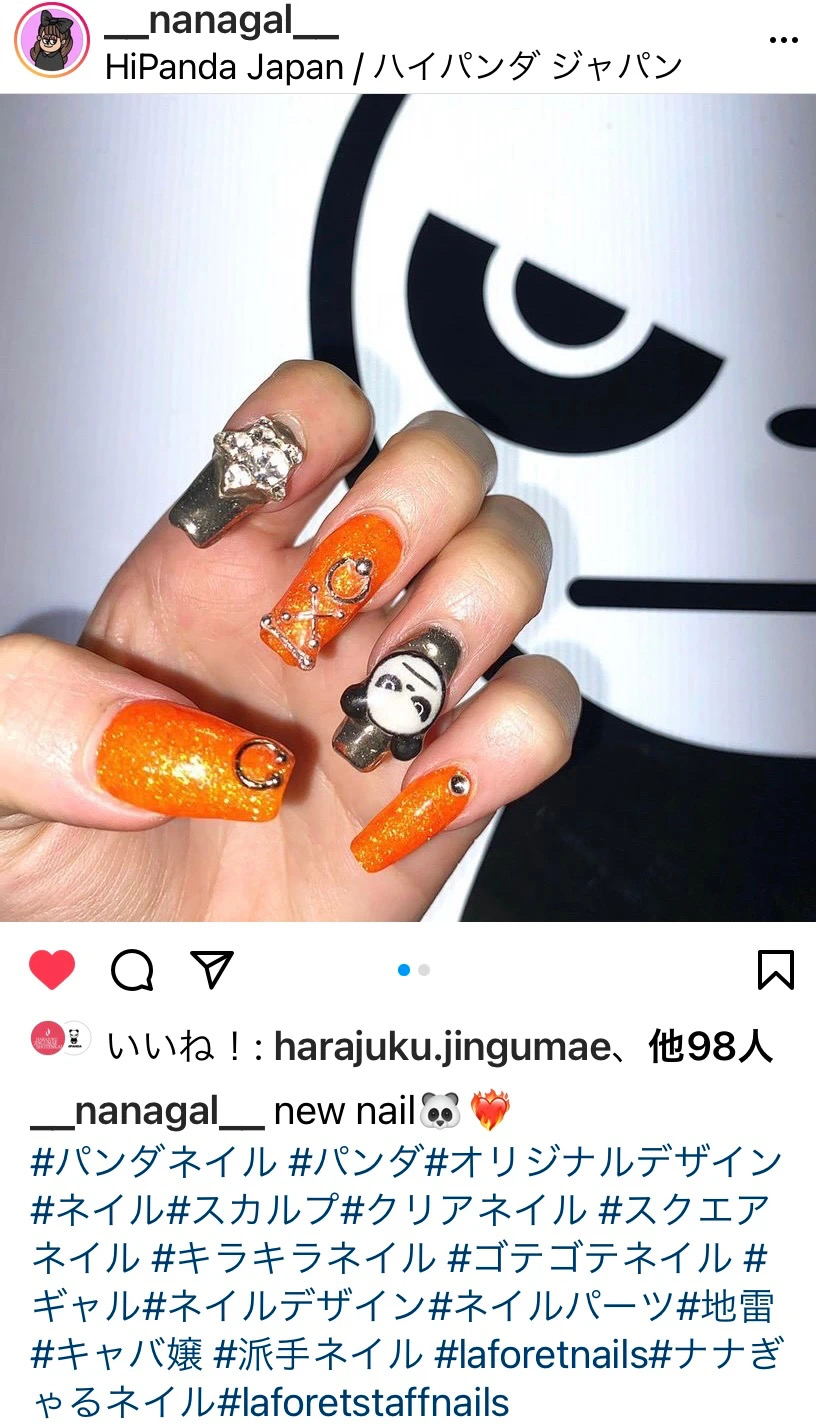 __nanagal__
HiPanda Japan / ハイパンダ ジャパン
いいね！: harajuku.jingumae、他98人
__nanagal__ new nail🐼❤️‍🔥
#パンダネイル #パンダ#オリジナルデザイン
#ネイル#スカルプ#クリアネイル #スクエア
ネイル #キラキラネイル #ゴテゴテネイル #
ギャル#ネイルデザイン#ネイルパーツ#地雷
#キャバ嬢 #派手ネイル #laforetnails#ナナぎ
ゃるネイル#laforetstaffnails